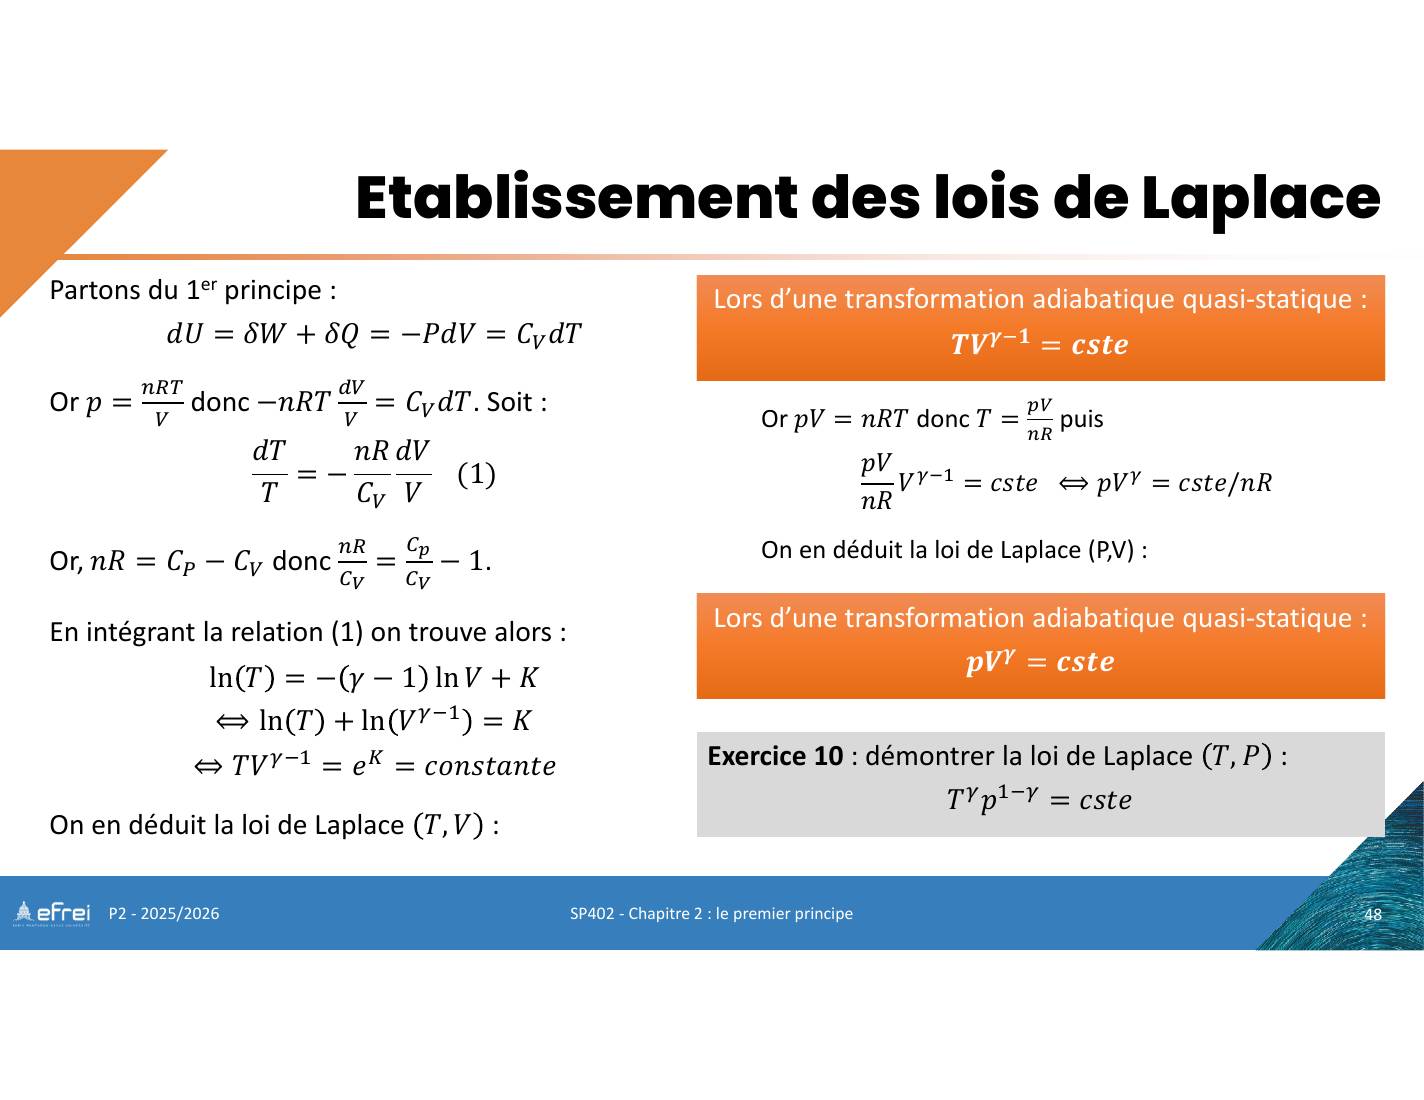 Etablissement des lois de Laplace
Partons du 1er principe :
dU = δW + δQ = −PdV = C_V dT
Or p = nRT/V donc −nRT dV/V = C_V dT. Soit :
dT/T = − nR/C_V dV/V (1)
Or, nR = C_P − C_V donc nR/C_V = C_p/C_V − 1.
En intégrant la relation (1) on trouve alors :
ln(T) = −(γ − 1) ln V + K
⇔ ln(T) + ln(V^{γ−1}) = K
⇔ TV^{γ−1} = e^K = constante
On en déduit la loi de Laplace (T, V) :
Lors d’une transformation adiabatique quasi-statique :
TV^{γ−1} = cste
Or pV = nRT donc T = pV/nR puis
pV/nR V^{γ−1} = cste ⇔ pV^γ = cste/nR
On en déduit la loi de Laplace (P,V) :
Lors d’une transformation adiabatique quasi-statique :
pV^γ = cste
Exercice 10 : démontrer la loi de Laplace (T, P) :
T^γ p^{1−γ} = cste
efrei
P2 - 2025/2026
SP402 - Chapitre 2 : le premier principe
48